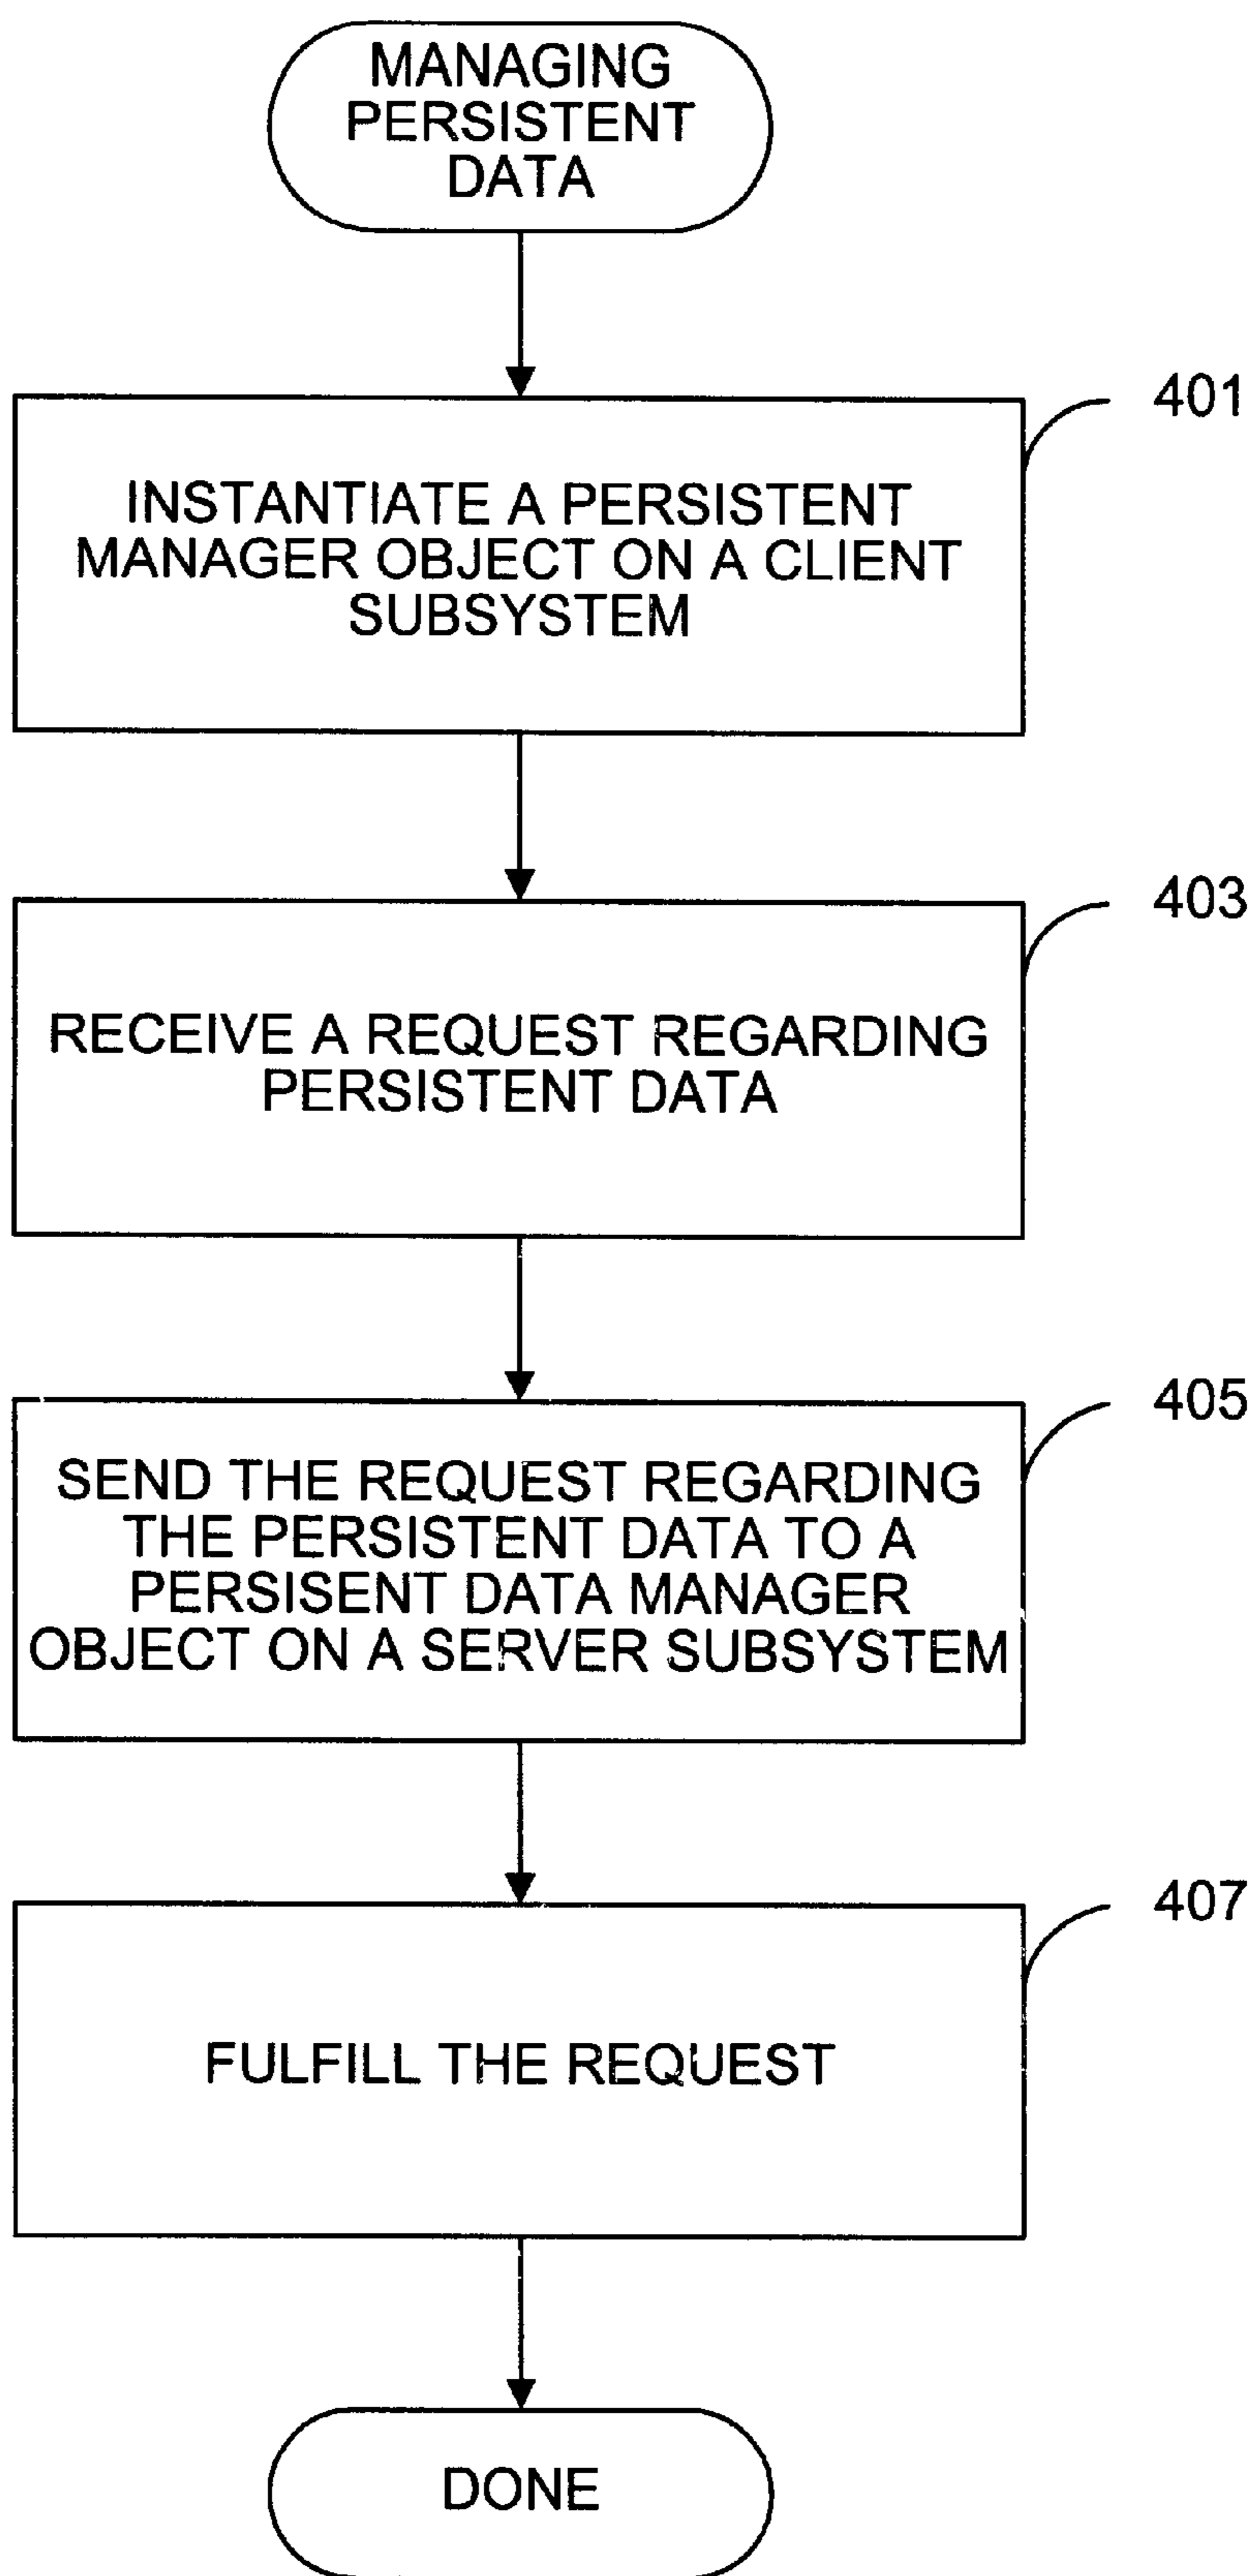 MANAGING
PERSISTENT
DATA
401
INSTANTIATE A PERSISTENT
MANAGER OBJECT ON A CLIENT
SUBSYSTEM
403
RECEIVE A REQUEST REGARDING
PERSISTENT DATA
405
SEND THE REQUEST REGARDING
THE PERSISTENT DATA TO A
PERSISENT DATA MANAGER
OBJECT ON A SERVER SUBSYSTEM
407
FULFILL THE REQUEST
DONE